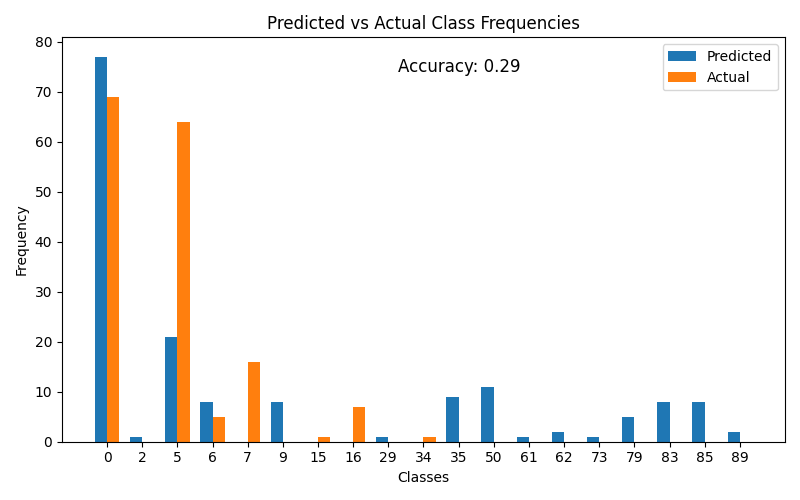 Predicted vs Actual Class Frequencies
Accuracy: 0.29
Predicted
Actual
Frequency
80
70
60
50
40
30
20
10
0
0 2 5 6 7 9 15 16 29 34 35 50 61 62 73 79 83 85 89
Classes